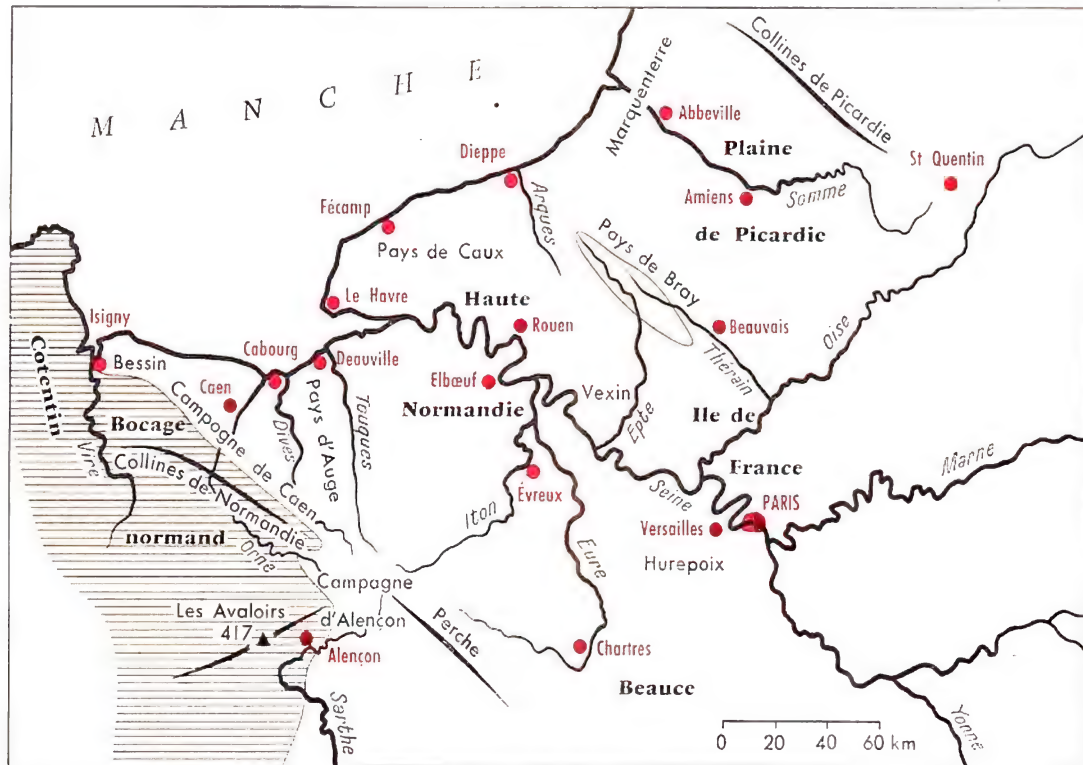 MANCHE
Collines de Picardie
Marquenterre
Abbeville
Plaine
de Picardie
St Quentin
Amiens
Somme
Dieppe
Arques
Fécamp
Pays de Caux
Pays de Bray
Le Havre
Haute
Normandie
Rouen
Beauvais
Thérain
Oise
Isigny
Bessin
Cotentin
Cabourg
Deauville
Caen
Elbœuf
Vexin
Epte
Ile de
France
Bocage
normand
Campagne de Caen
Dives
Pays d'Auge
Touques
Vire
Collines de Normandie
Orne
Iton
Évreux
Eure
Seine
Marne
PARIS
Versailles
Hurepoix
Campagne
d'Alençon
Les Avaloirs
417
Alençon
Perche
Chartres
Beauce
Sarthe
Yonne
0 20 40 60 km